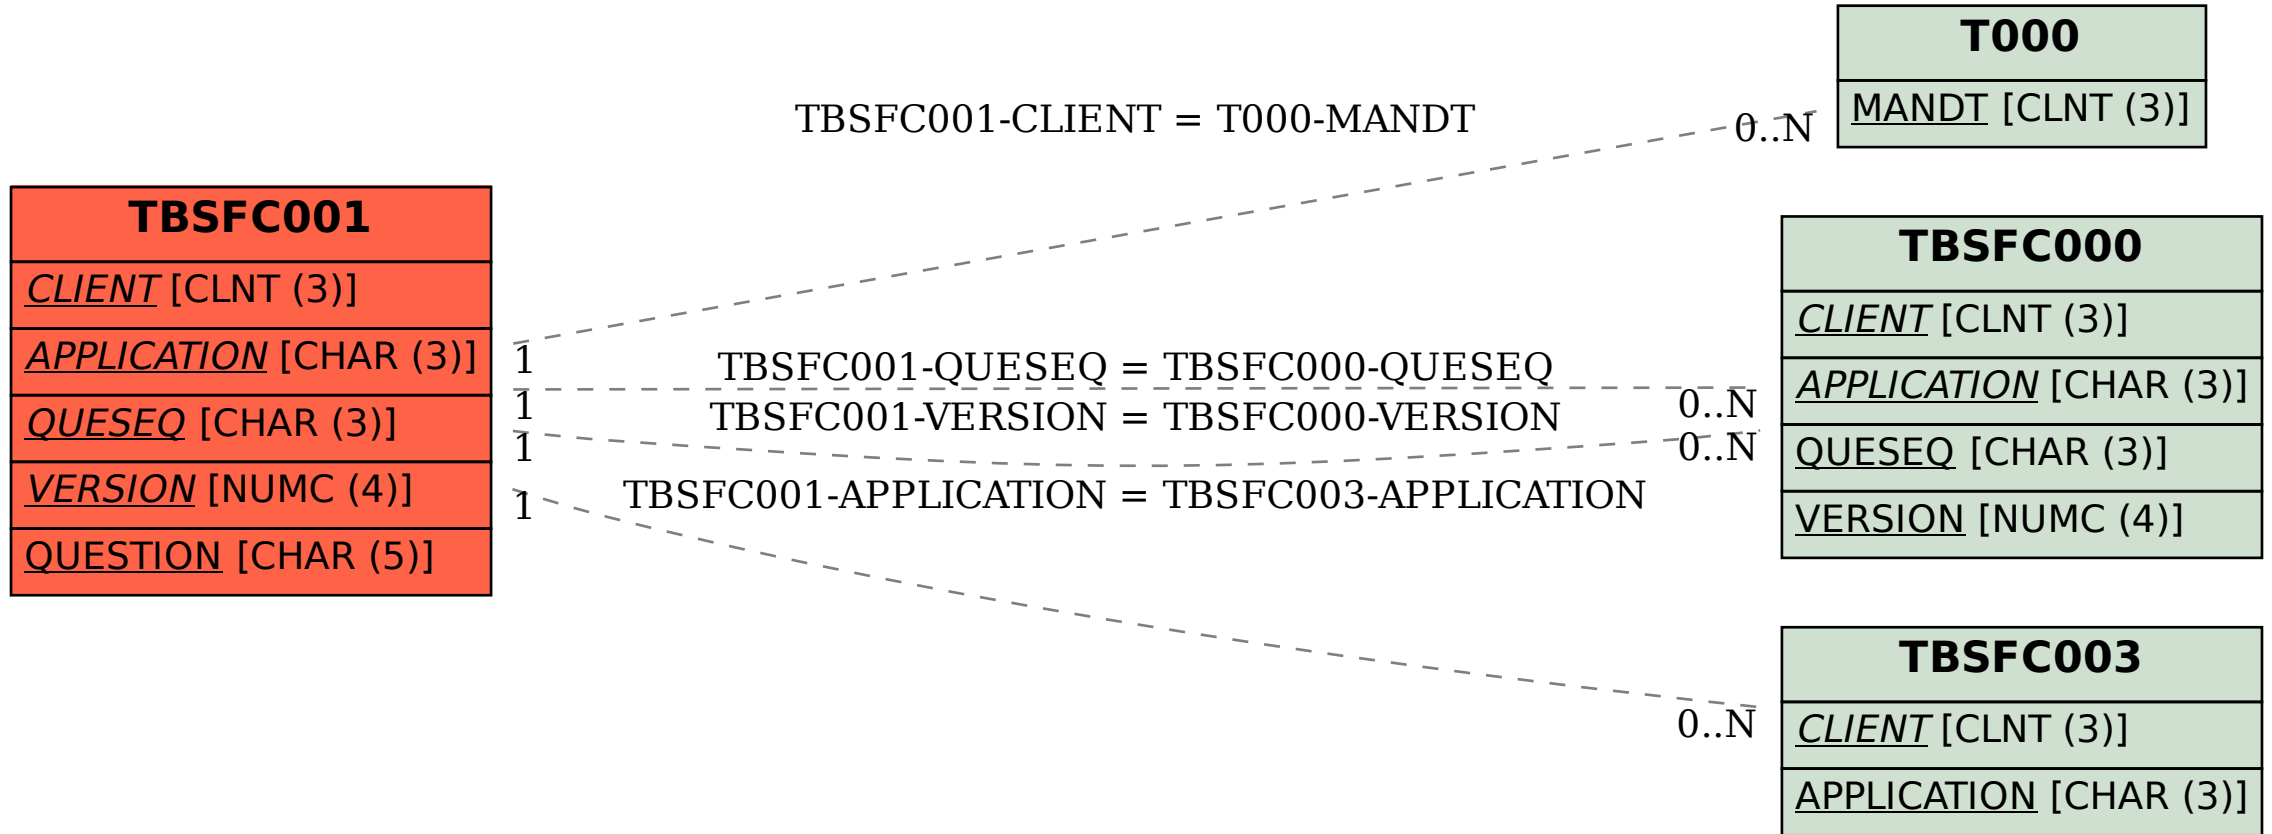 TBSFC001
CLIENT [CLNT (3)]
APPLICATION [CHAR (3)]
QUESEQ [CHAR (3)]
VERSION [NUMC (4)]
QUESTION [CHAR (5)]
TBSFC001-CLIENT = T000-MANDT
1
0..N
TBSFC001-QUESEQ = TBSFC000-QUESEQ
1
0..N
TBSFC001-VERSION = TBSFC000-VERSION
1
0..N
TBSFC001-APPLICATION = TBSFC003-APPLICATION
1
0..N
T000
MANDT [CLNT (3)]
TBSFC000
CLIENT [CLNT (3)]
APPLICATION [CHAR (3)]
QUESEQ [CHAR (3)]
VERSION [NUMC (4)]
TBSFC003
CLIENT [CLNT (3)]
APPLICATION [CHAR (3)]